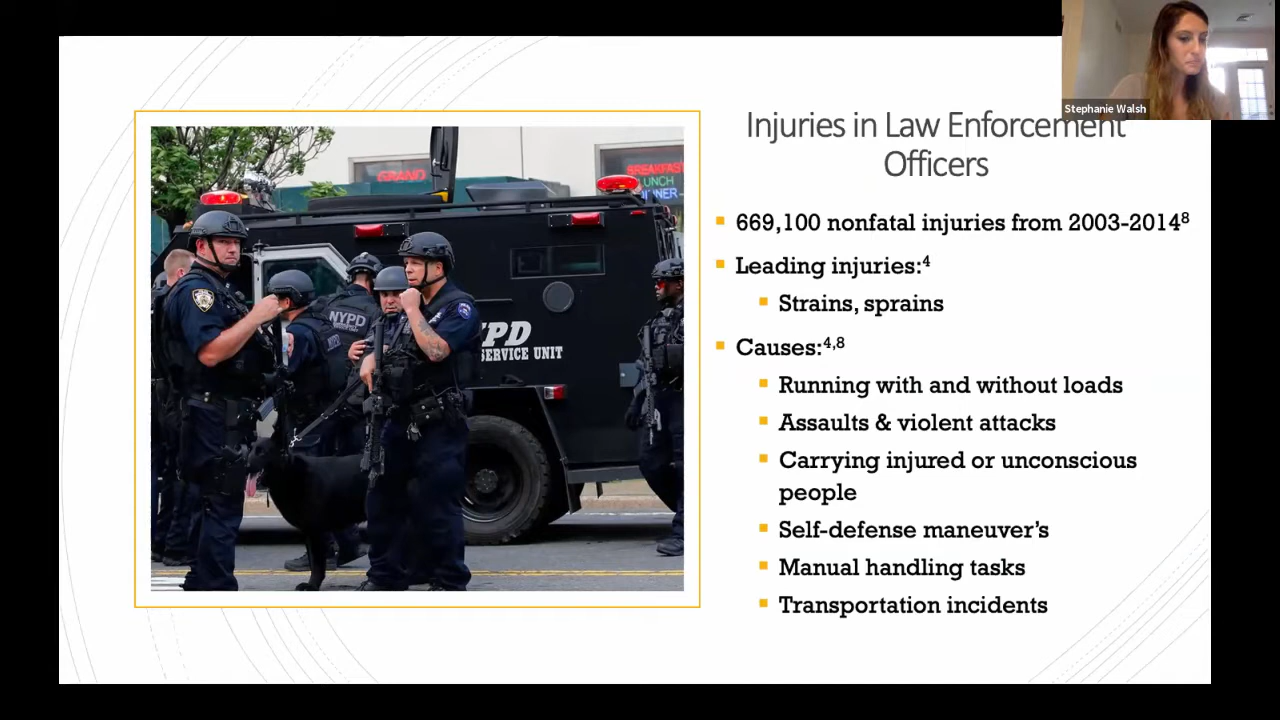 Stephanie Walsh
Injuries in Law Enforcement
Officers
▪ 669,100 nonfatal injuries from 2003-2014⁸
▪ Leading injuries:⁴
▪ Strains, sprains
▪ Causes:⁴,⁸
▪ Running with and without loads
▪ Assaults & violent attacks
▪ Carrying injured or unconscious
people
▪ Self-defense maneuver’s
▪ Manual handling tasks
▪ Transportation incidents
GRAND
BREAKFAST
LUNCH
DINNER
NYPD
YPD
SERVICE UNIT